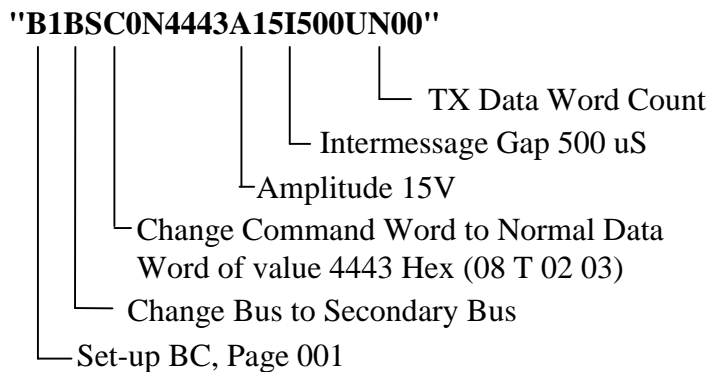 "B1BSC0N4443A15I500UN00"
TX Data Word Count
Intermessage Gap 500 uS
Amplitude 15V
Change Command Word to Normal Data
Word of value 4443 Hex (08 T 02 03)
Change Bus to Secondary Bus
Set-up BC, Page 001